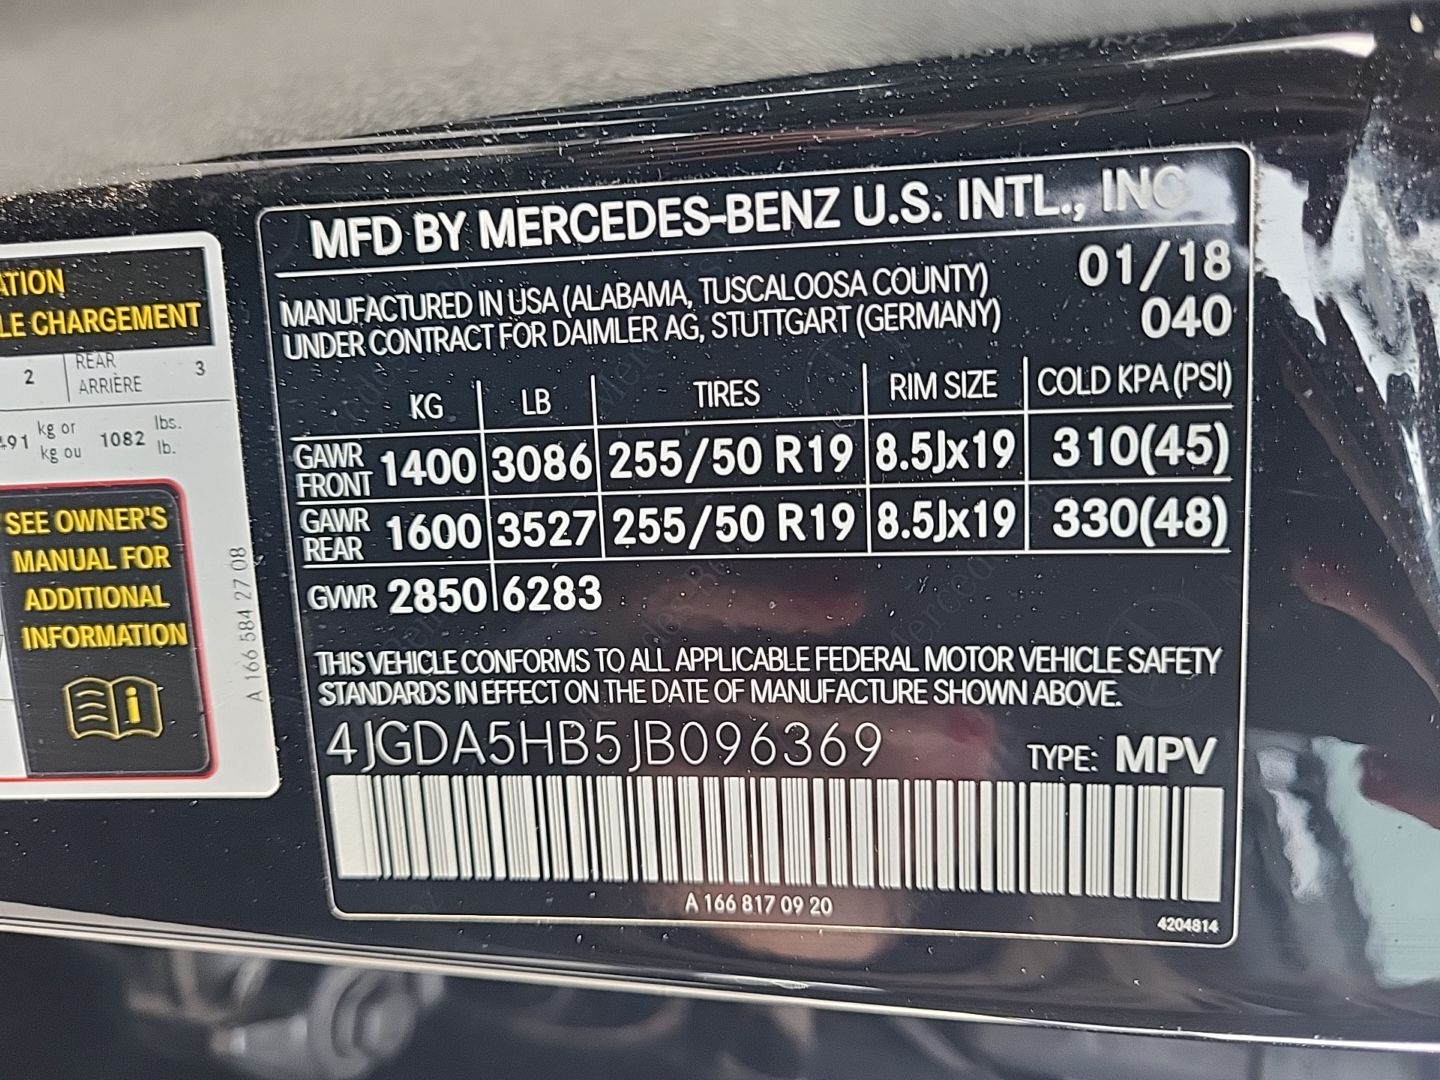 MFD BY MERCEDES-BENZ U.S. INTL., INC
MANUFACTURED IN USA (ALABAMA, TUSCALOOSA COUNTY) 01/18
UNDER CONTRACT FOR DAIMLER AG, STUTTGART (GERMANY) 040
KG LB TIRES RIM SIZE COLD KPA (PSI)
GAWR FRONT 1400 3086 255/50 R19 8.5Jx19 310(45)
GAWR REAR 1600 3527 255/50 R19 8.5Jx19 330(48)
GVWR 2850 6283
THIS VEHICLE CONFORMS TO ALL APPLICABLE FEDERAL MOTOR VEHICLE SAFETY
STANDARDS IN EFFECT ON THE DATE OF MANUFACTURE SHOWN ABOVE.
4JGDA5HB5JB096369 TYPE: MPV
A 166 817 09 20
4204814
CHARGEMENT
2 REAR 3
ARRIÈRE
kg or 1082 lbs.
kg ou lb.
SEE OWNER'S
MANUAL FOR
ADDITIONAL
INFORMATION
A 166 584 27 08